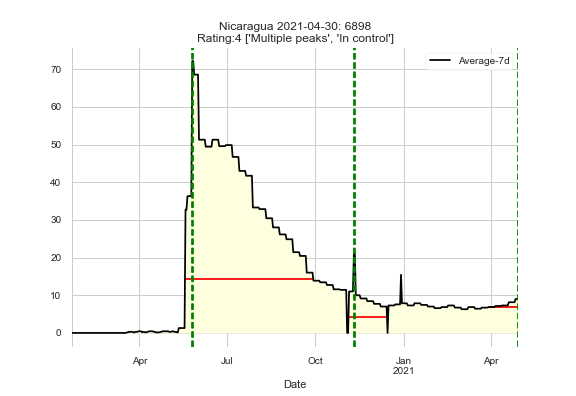 Nicaragua 2021-04-30: 6898
Rating:4 ['Multiple peaks', 'In control']
Average-7d
70
60
50
40
30
20
10
0
Apr
Jul
Oct
Jan
2021
Apr
Date